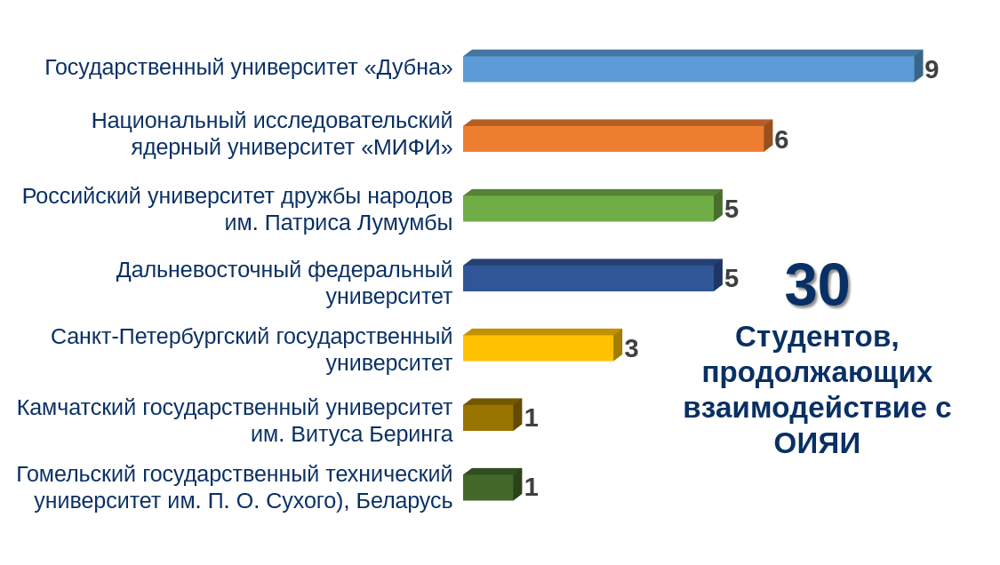 Государственный университет «Дубна»
9
Национальный исследовательский
ядерный университет «МИФИ»
6
Российский университет дружбы народов
им. Патриса Лумумбы
5
Дальневосточный федеральный
университет
5
Санкт-Петербургский государственный
университет
3
Камчатский государственный университет
им. Витуса Беринга
1
Гомельский государственный технический
университет им. П. О. Сухого), Беларусь
1
30
Студентов,
продолжающих
взаимодействие с
ОИЯИ